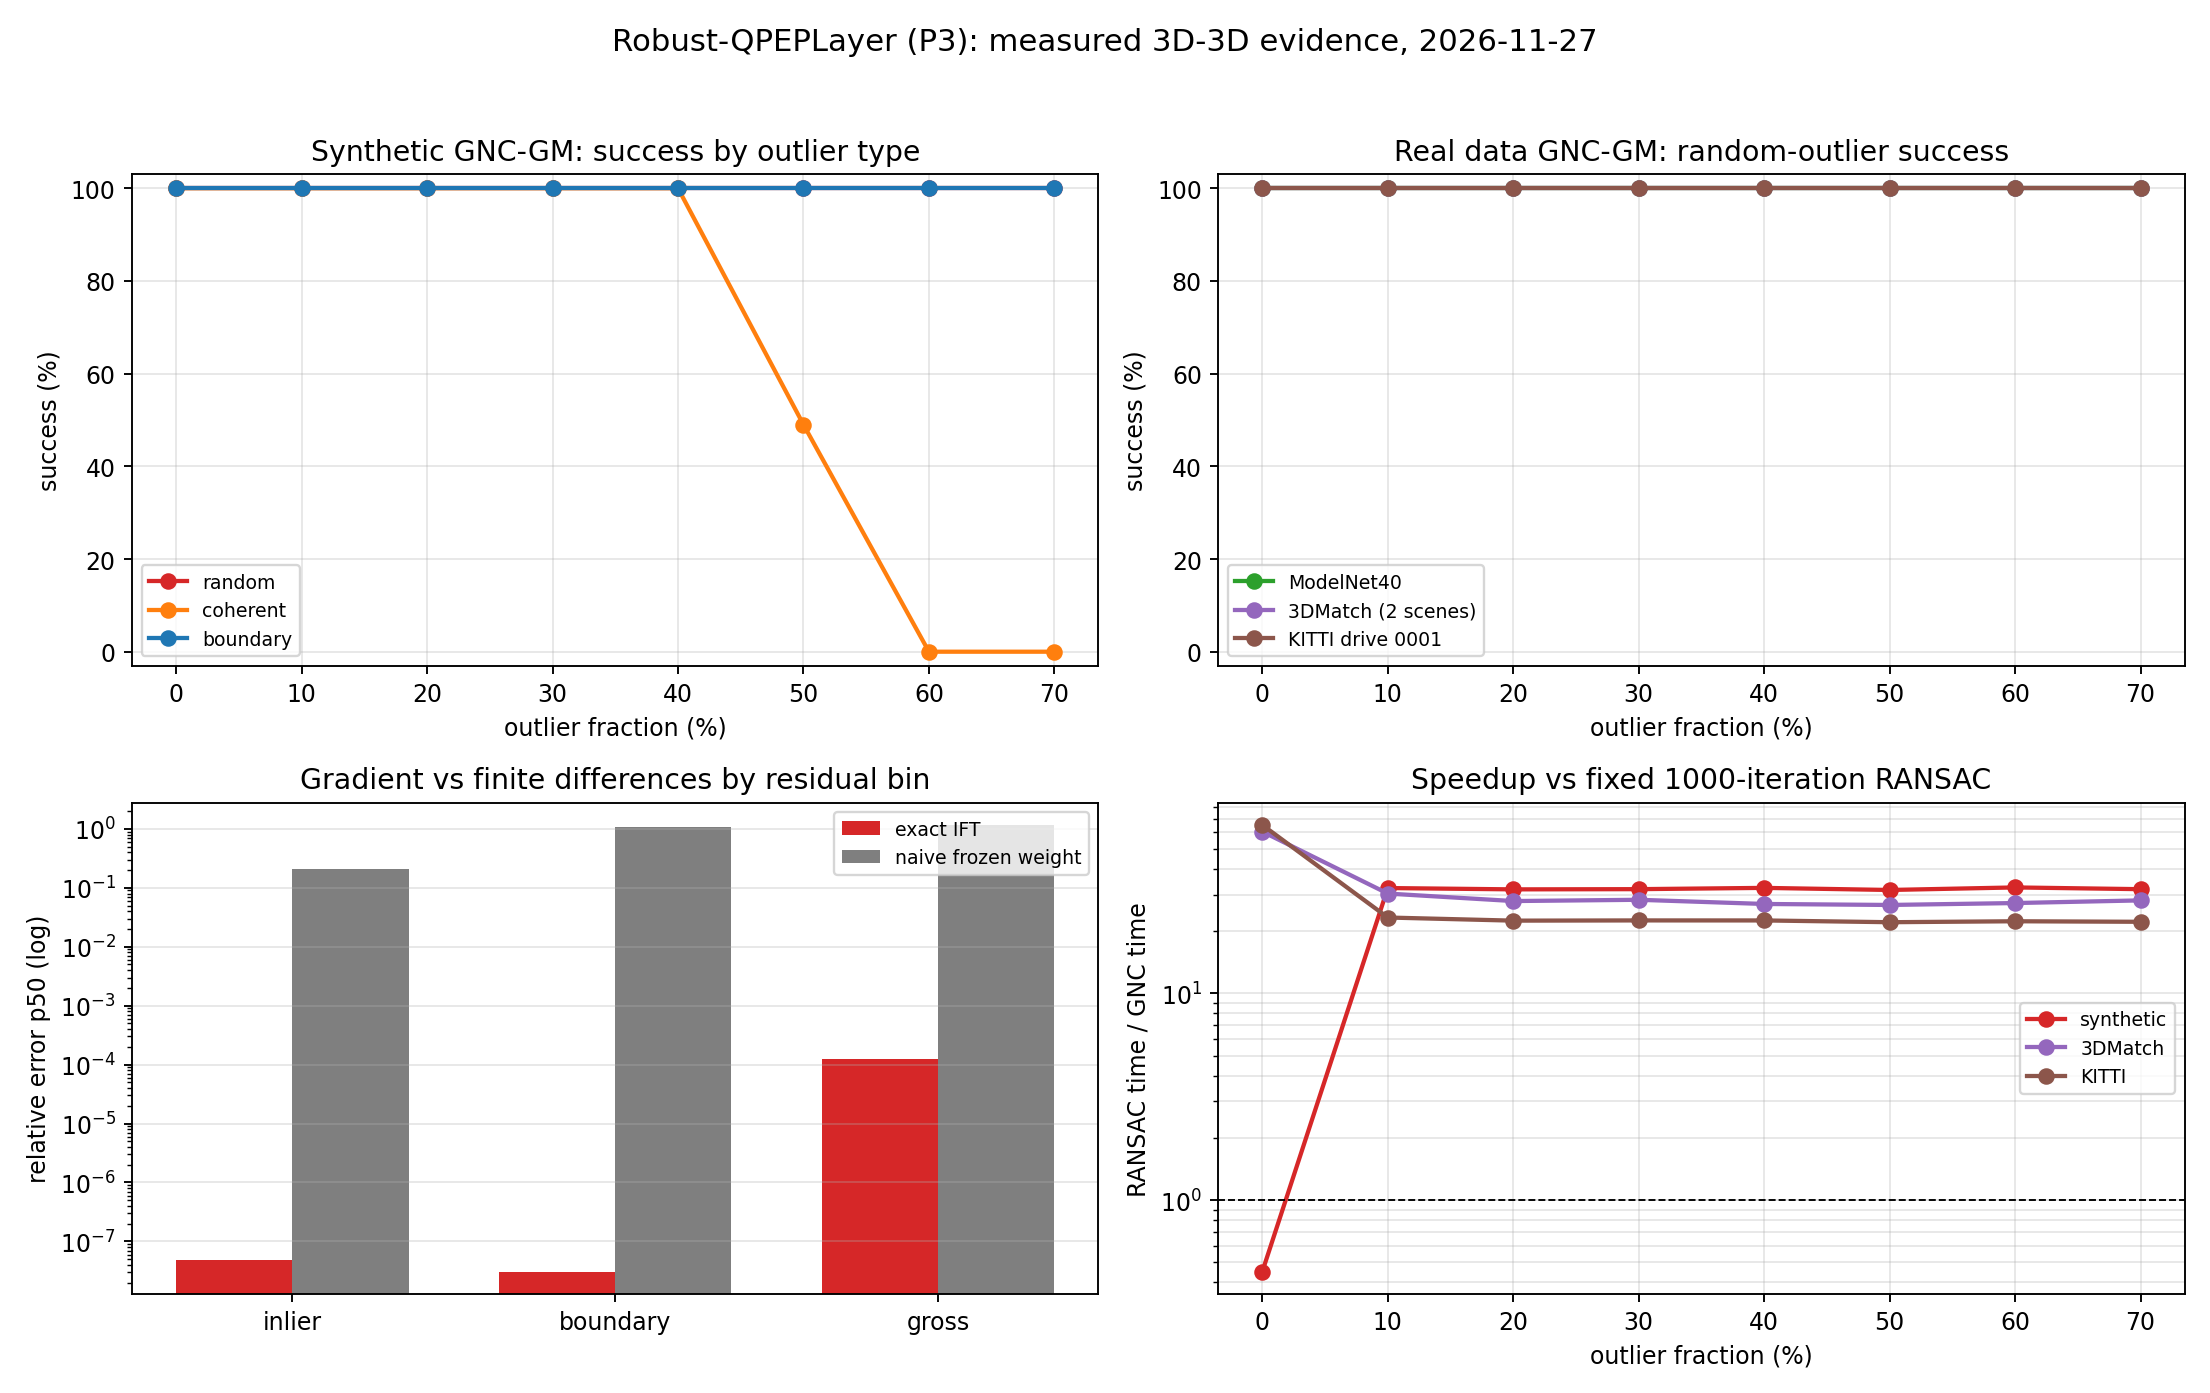 Robust-QPEPLayer (P3): measured 3D-3D evidence, 2026-11-27
Synthetic GNC-GM: success by outlier type
success (%)
100
80
60
40
20
0
random
coherent
boundary
0 10 20 30 40 50 60 70
outlier fraction (%)
Real data GNC-GM: random-outlier success
success (%)
100
80
60
40
20
0
ModelNet40
3DMatch (2 scenes)
KITTI drive 0001
0 10 20 30 40 50 60 70
outlier fraction (%)
Gradient vs finite differences by residual bin
relative error p50 (log)
10⁰
10⁻¹
10⁻²
10⁻³
10⁻⁴
10⁻⁵
10⁻⁶
10⁻⁷
exact IFT
naive frozen weight
inlier boundary gross
Speedup vs fixed 1000-iteration RANSAC
RANSAC time / GNC time
10¹
10⁰
synthetic
3DMatch
KITTI
0 10 20 30 40 50 60 70
outlier fraction (%)